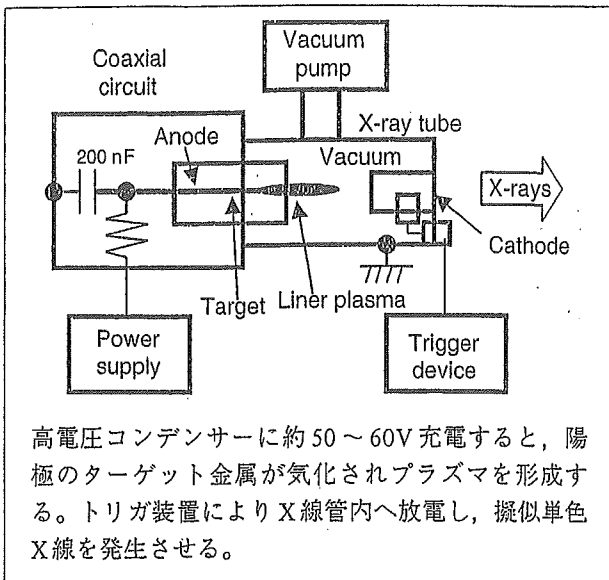 Vacuum
pump
Coaxial
circuit
X-ray tube
Anode
Vacuum
200 nF
X-rays
Cathode
Target
Liner plasma
Power
supply
Trigger
device
高電圧コンデンサーに約50～60V充電すると，陽
極のターゲット金属が気化されプラズマを形成す
る。トリガ装置によりX線管内へ放電し，擬似単色
X線を発生させる。